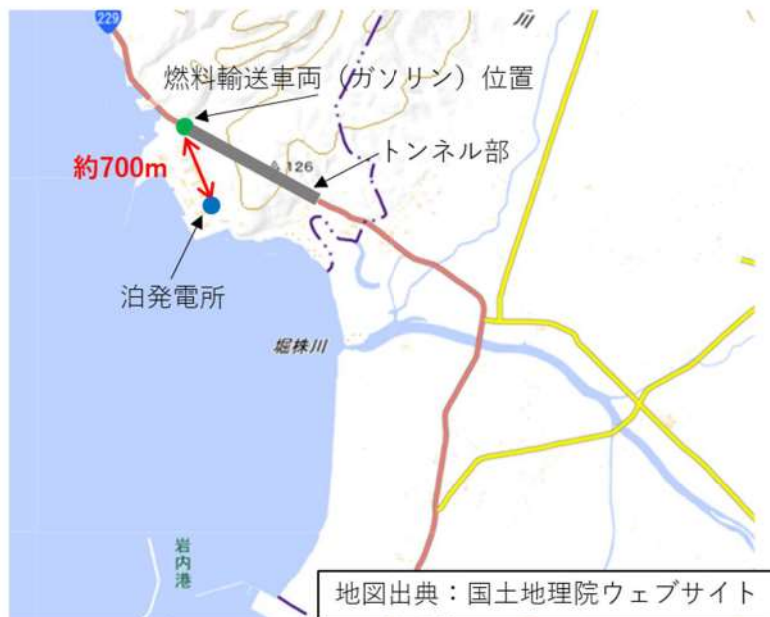 229
川
燃料輸送車両（ガソリン）位置
トンネル部
126
約700m
泊発電所
堀株川
岩内港
地図出典：国土地理院ウェブサイト